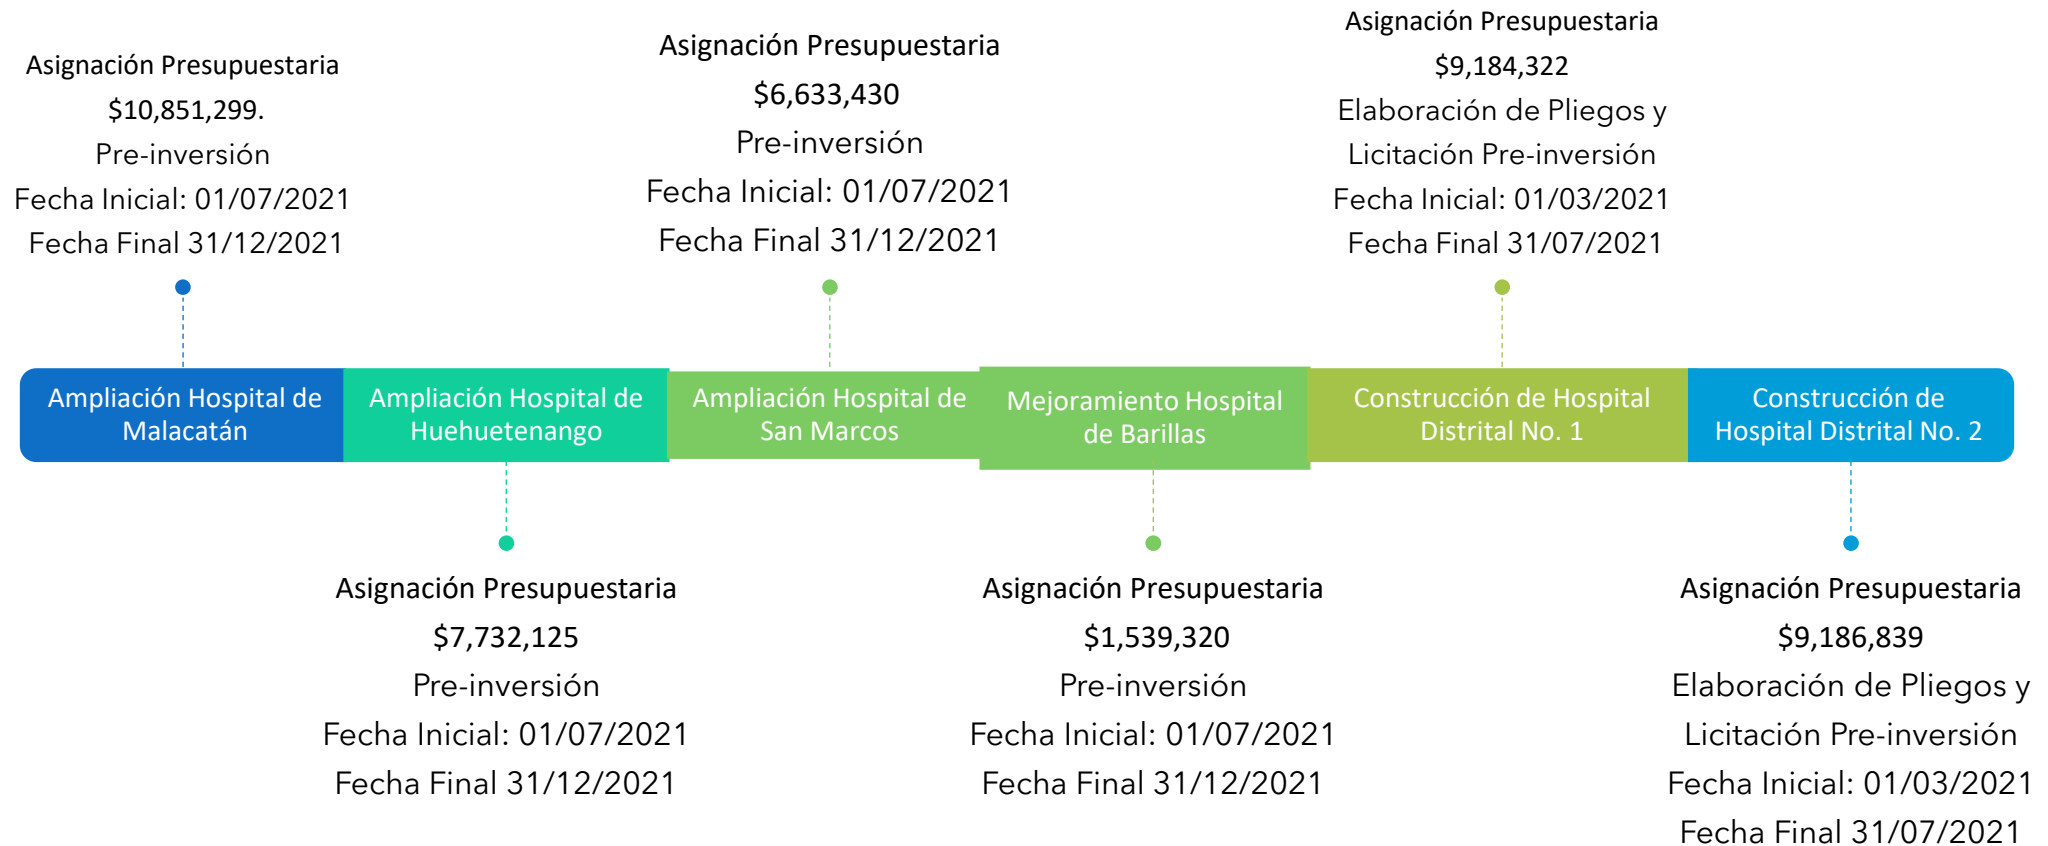 Asignación Presupuestaria
$10,851,299.
Pre-inversión
Fecha Inicial: 01/07/2021
Fecha Final 31/12/2021
Asignación Presupuestaria
$6,633,430
Pre-inversión
Fecha Inicial: 01/07/2021
Fecha Final 31/12/2021
Asignación Presupuestaria
$9,184,322
Elaboración de Pliegos y
Licitación Pre-inversión
Fecha Inicial: 01/03/2021
Fecha Final 31/07/2021
Ampliación Hospital de
Malacatán
Ampliación Hospital de
Huehuetenango
Ampliación Hospital de
San Marcos
Mejoramiento Hospital
de Barillas
Construcción de Hospital
Distrital No. 1
Construcción de
Hospital Distrital No. 2
Asignación Presupuestaria
$7,732,125
Pre-inversión
Fecha Inicial: 01/07/2021
Fecha Final 31/12/2021
Asignación Presupuestaria
$1,539,320
Pre-inversión
Fecha Inicial: 01/07/2021
Fecha Final 31/12/2021
Asignación Presupuestaria
$9,186,839
Elaboración de Pliegos y
Licitación Pre-inversión
Fecha Inicial: 01/03/2021
Fecha Final 31/07/2021